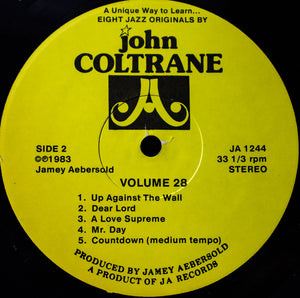 A Unique Way to Learn...
EIGHT JAZZ ORIGINALS BY
john
COLTRANE
JA
SIDE 2
©℗1983
Jamey Aebersold
JA 1244
33 1/3 rpm
STEREO
VOLUME 28
1. Up Against The Wall
2. Dear Lord
3. A Love Supreme
4. Mr. Day
5. Countdown (medium tempo)
PRODUCED BY JAMEY AEBERSOLD
A PRODUCT OF JA RECORDS